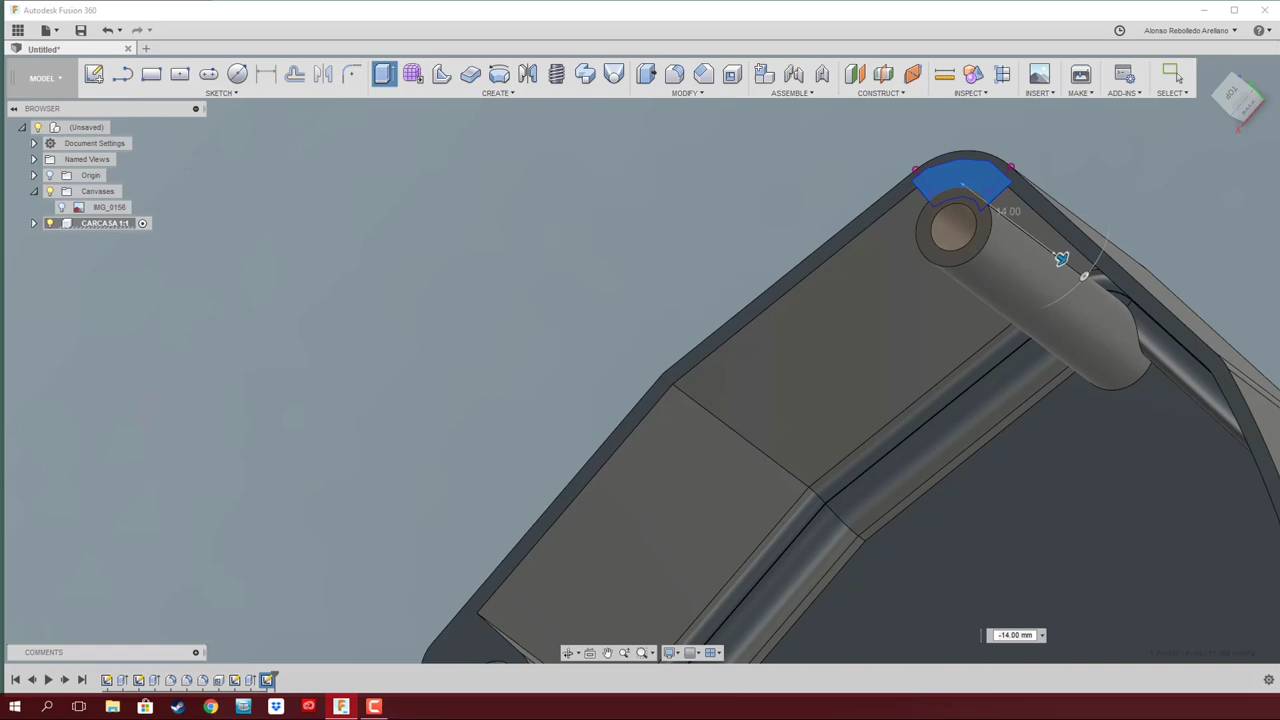 Autodesk Fusion 360
Alonso Rebolledo Arellano
Untitled*
MODEL
SKETCH
CREATE
MODIFY
ASSEMBLE
CONSTRUCT
INSPECT
INSERT
MAKE
ADD-INS
SELECT
BROWSER
(Unsaved)
Document Settings
Named Views
Origin
Canvases
IMG_0156
CARCASA 1:1
TOP
14.00
-14.00 mm
COMMENTS